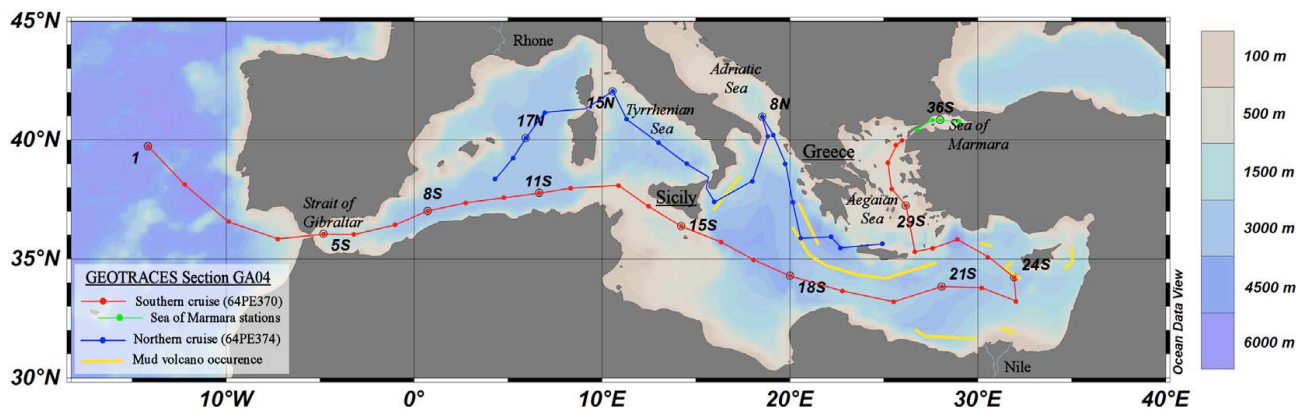 45°N
40°N
35°N
30°N
10°W
0°
10°E
20°E
30°E
40°E
Rhone
Adriatic
Sea
8N
15N
Tyrrhenian
Sea
17N
36S
Sea of
Marmara
Greece
1
Strait of
Gibraltar
5S
8S
11S
Sicily
15S
18S
Aegaian
Sea
29S
21S
24S
Nile
GEOTRACES Section GA04
Southern cruise (64PE370)
Sea of Marmara stations
Northern cruise (64PE374)
Mud volcano occurence
Ocean Data View
100 m
500 m
1500 m
3000 m
4500 m
6000 m